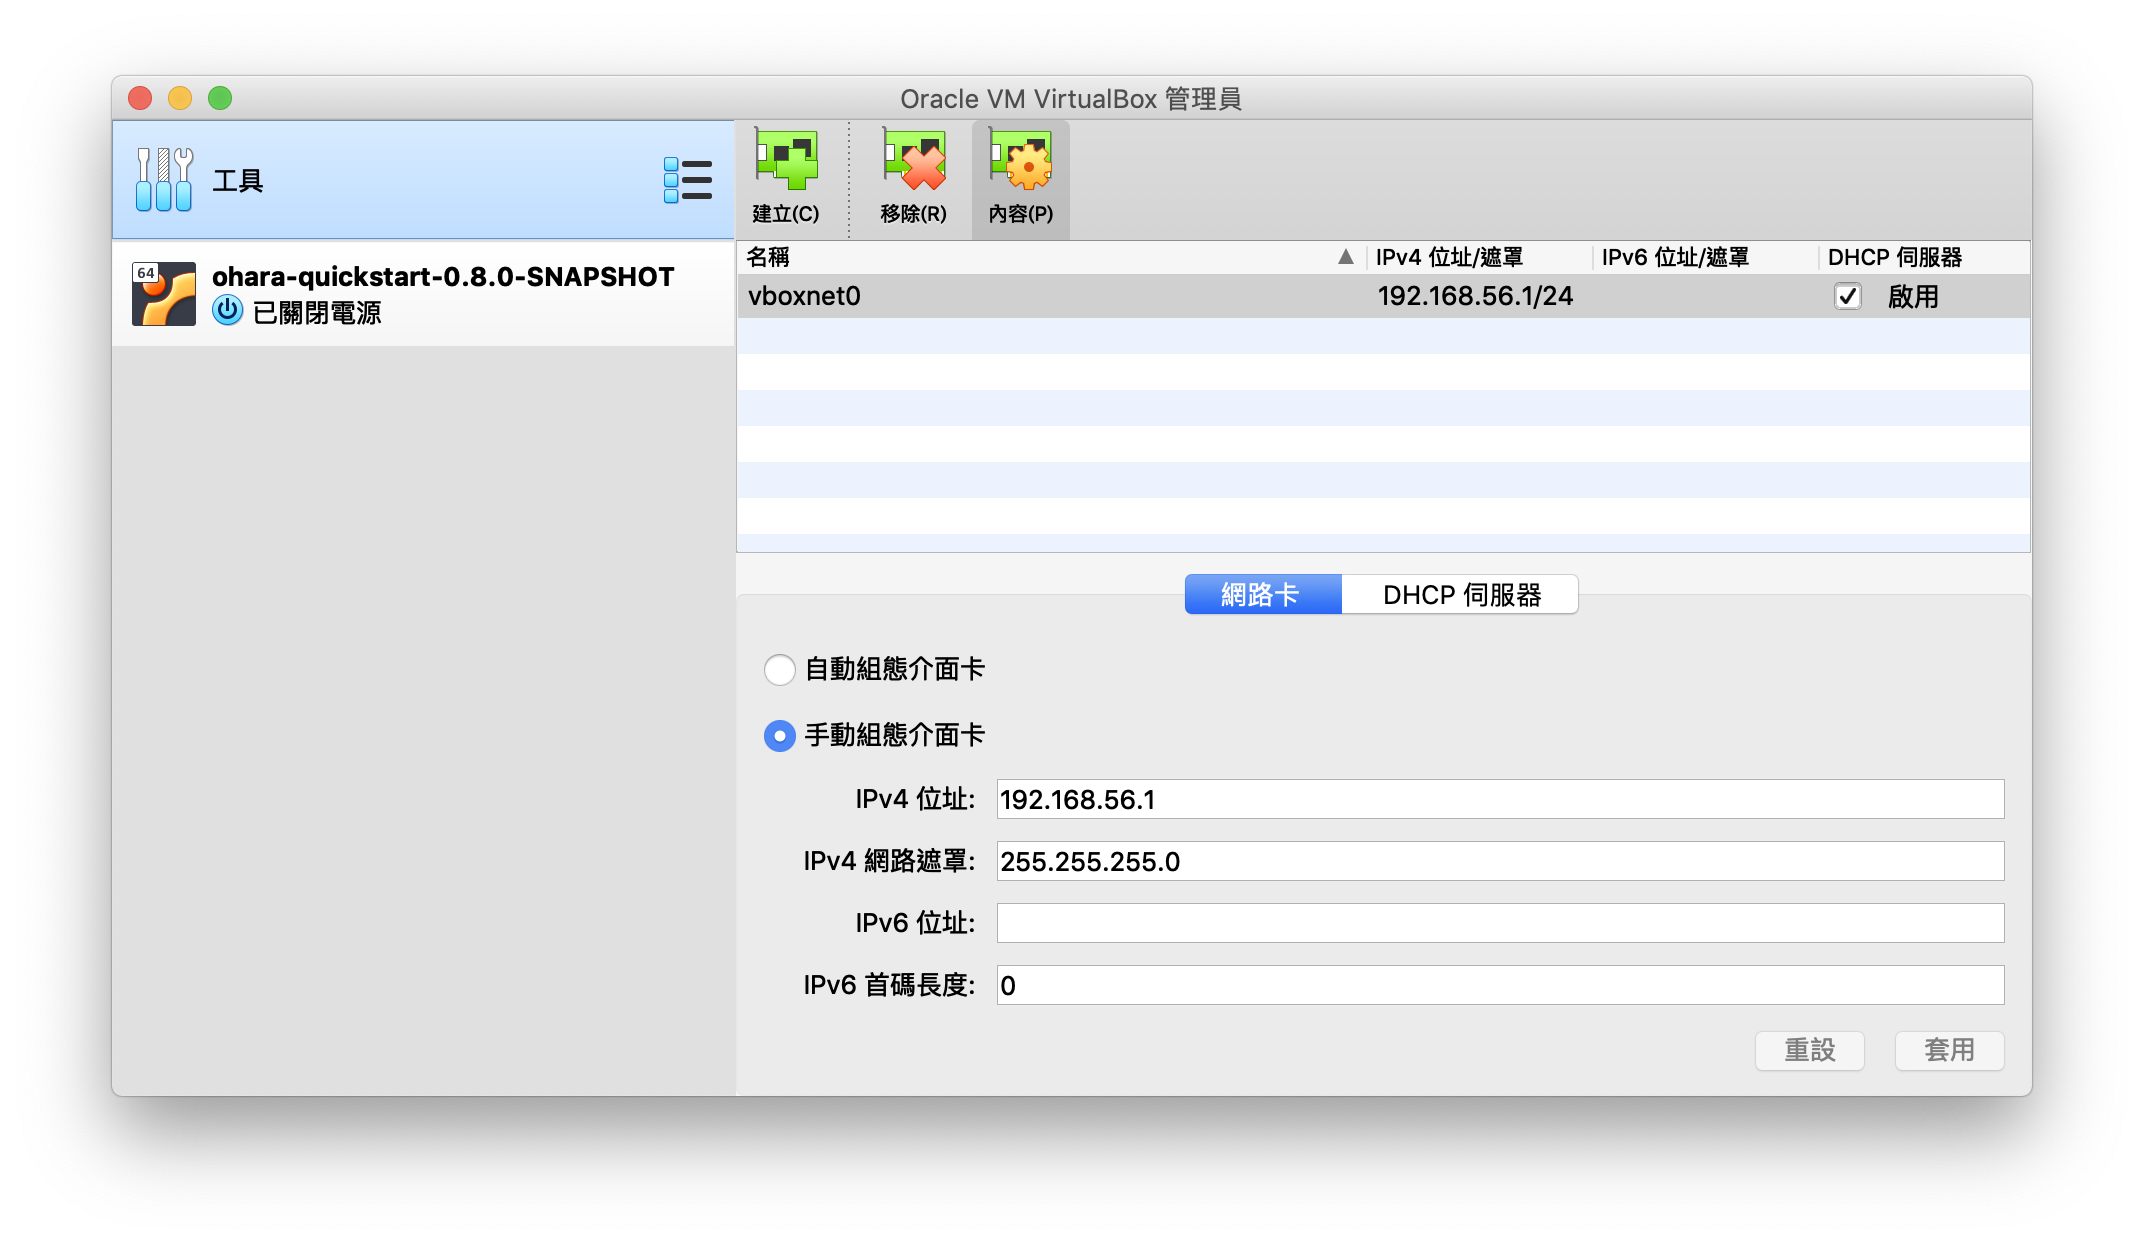 Oracle VM VirtualBox 管理員
工具
64
ohara-quickstart-0.8.0-SNAPSHOT
已關閉電源
建立(C) 移除(R) 內容(P)
名稱 IPv4 位址/遮罩 IPv6 位址/遮罩 DHCP 伺服器
vboxnet0 192.168.56.1/24 啟用
網路卡 DHCP 伺服器
自動組態介面卡
手動組態介面卡
IPv4 位址: 192.168.56.1
IPv4 網路遮罩: 255.255.255.0
IPv6 位址:
IPv6 首碼長度: 0
重設 套用